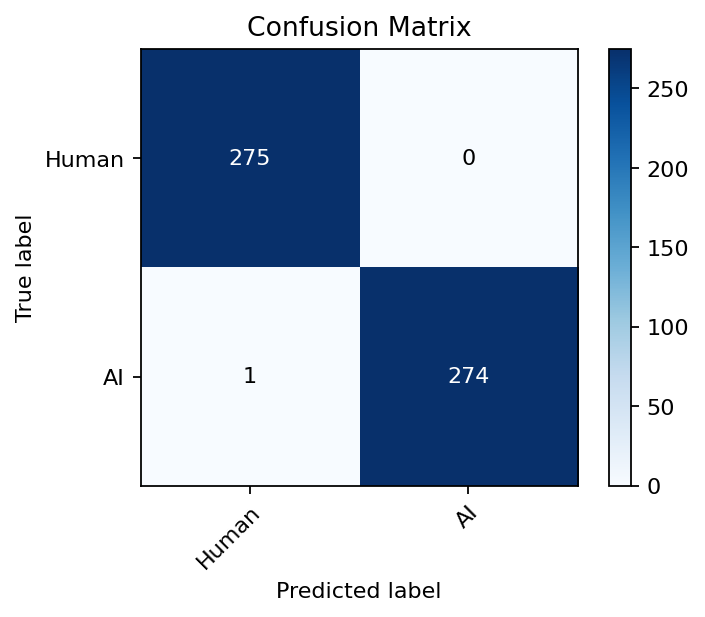 Confusion Matrix
True label
Human
AI
275
0
1
274
250
200
150
100
50
0
Human
AI
Predicted label